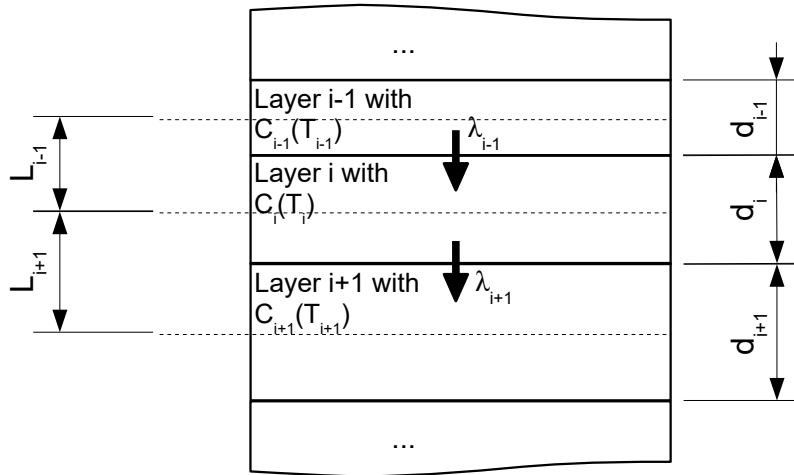 ...
Layer i-1 with
C_{i-1}(T_{i-1})
λ_{i-1}
Layer i with
C_i(T_i)
Layer i+1 with
C_{i+1}(T_{i+1})
λ_{i+1}
...
L_{i-1}
L_{i+1}
d_{i-1}
d_i
d_{i+1}